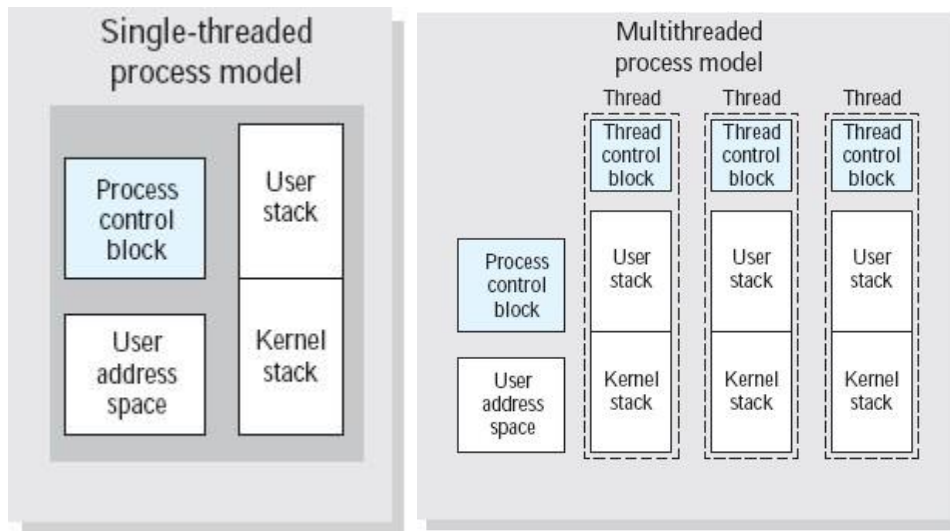 Single-threaded
process model
Process
control
block
User
stack
User
address
space
Kernel
stack
Multithreaded
process model
Thread
Thread
Thread
Thread
control
block
Thread
control
block
Thread
control
block
Process
control
block
User
stack
User
stack
User
stack
User
address
space
Kernel
stack
Kernel
stack
Kernel
stack